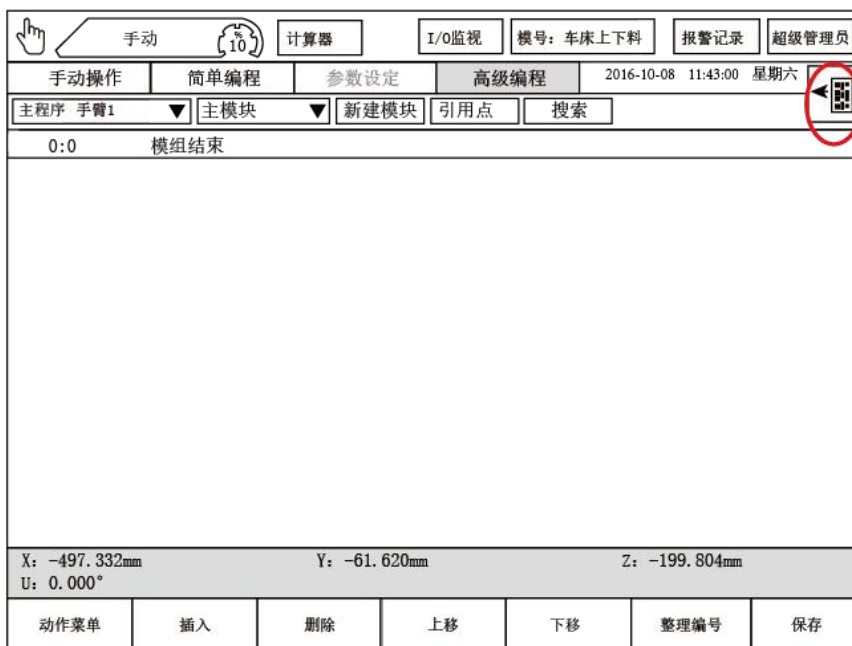 手动 % 10 计算器 I/0监视 模号：车床上下料 报警记录 超级管理员
手动操作 简单编程 参数设定 高级编程 2016-10-08 11:43:00 星期六
主程序 手臂1 ▼ 主模块 ▼ 新建模块 引用点 搜索
0:0 模组结束
X: -497.332mm Y: -61.620mm Z: -199.804mm
U: 0.000°
动作菜单 插入 删除 上移 下移 整理编号 保存